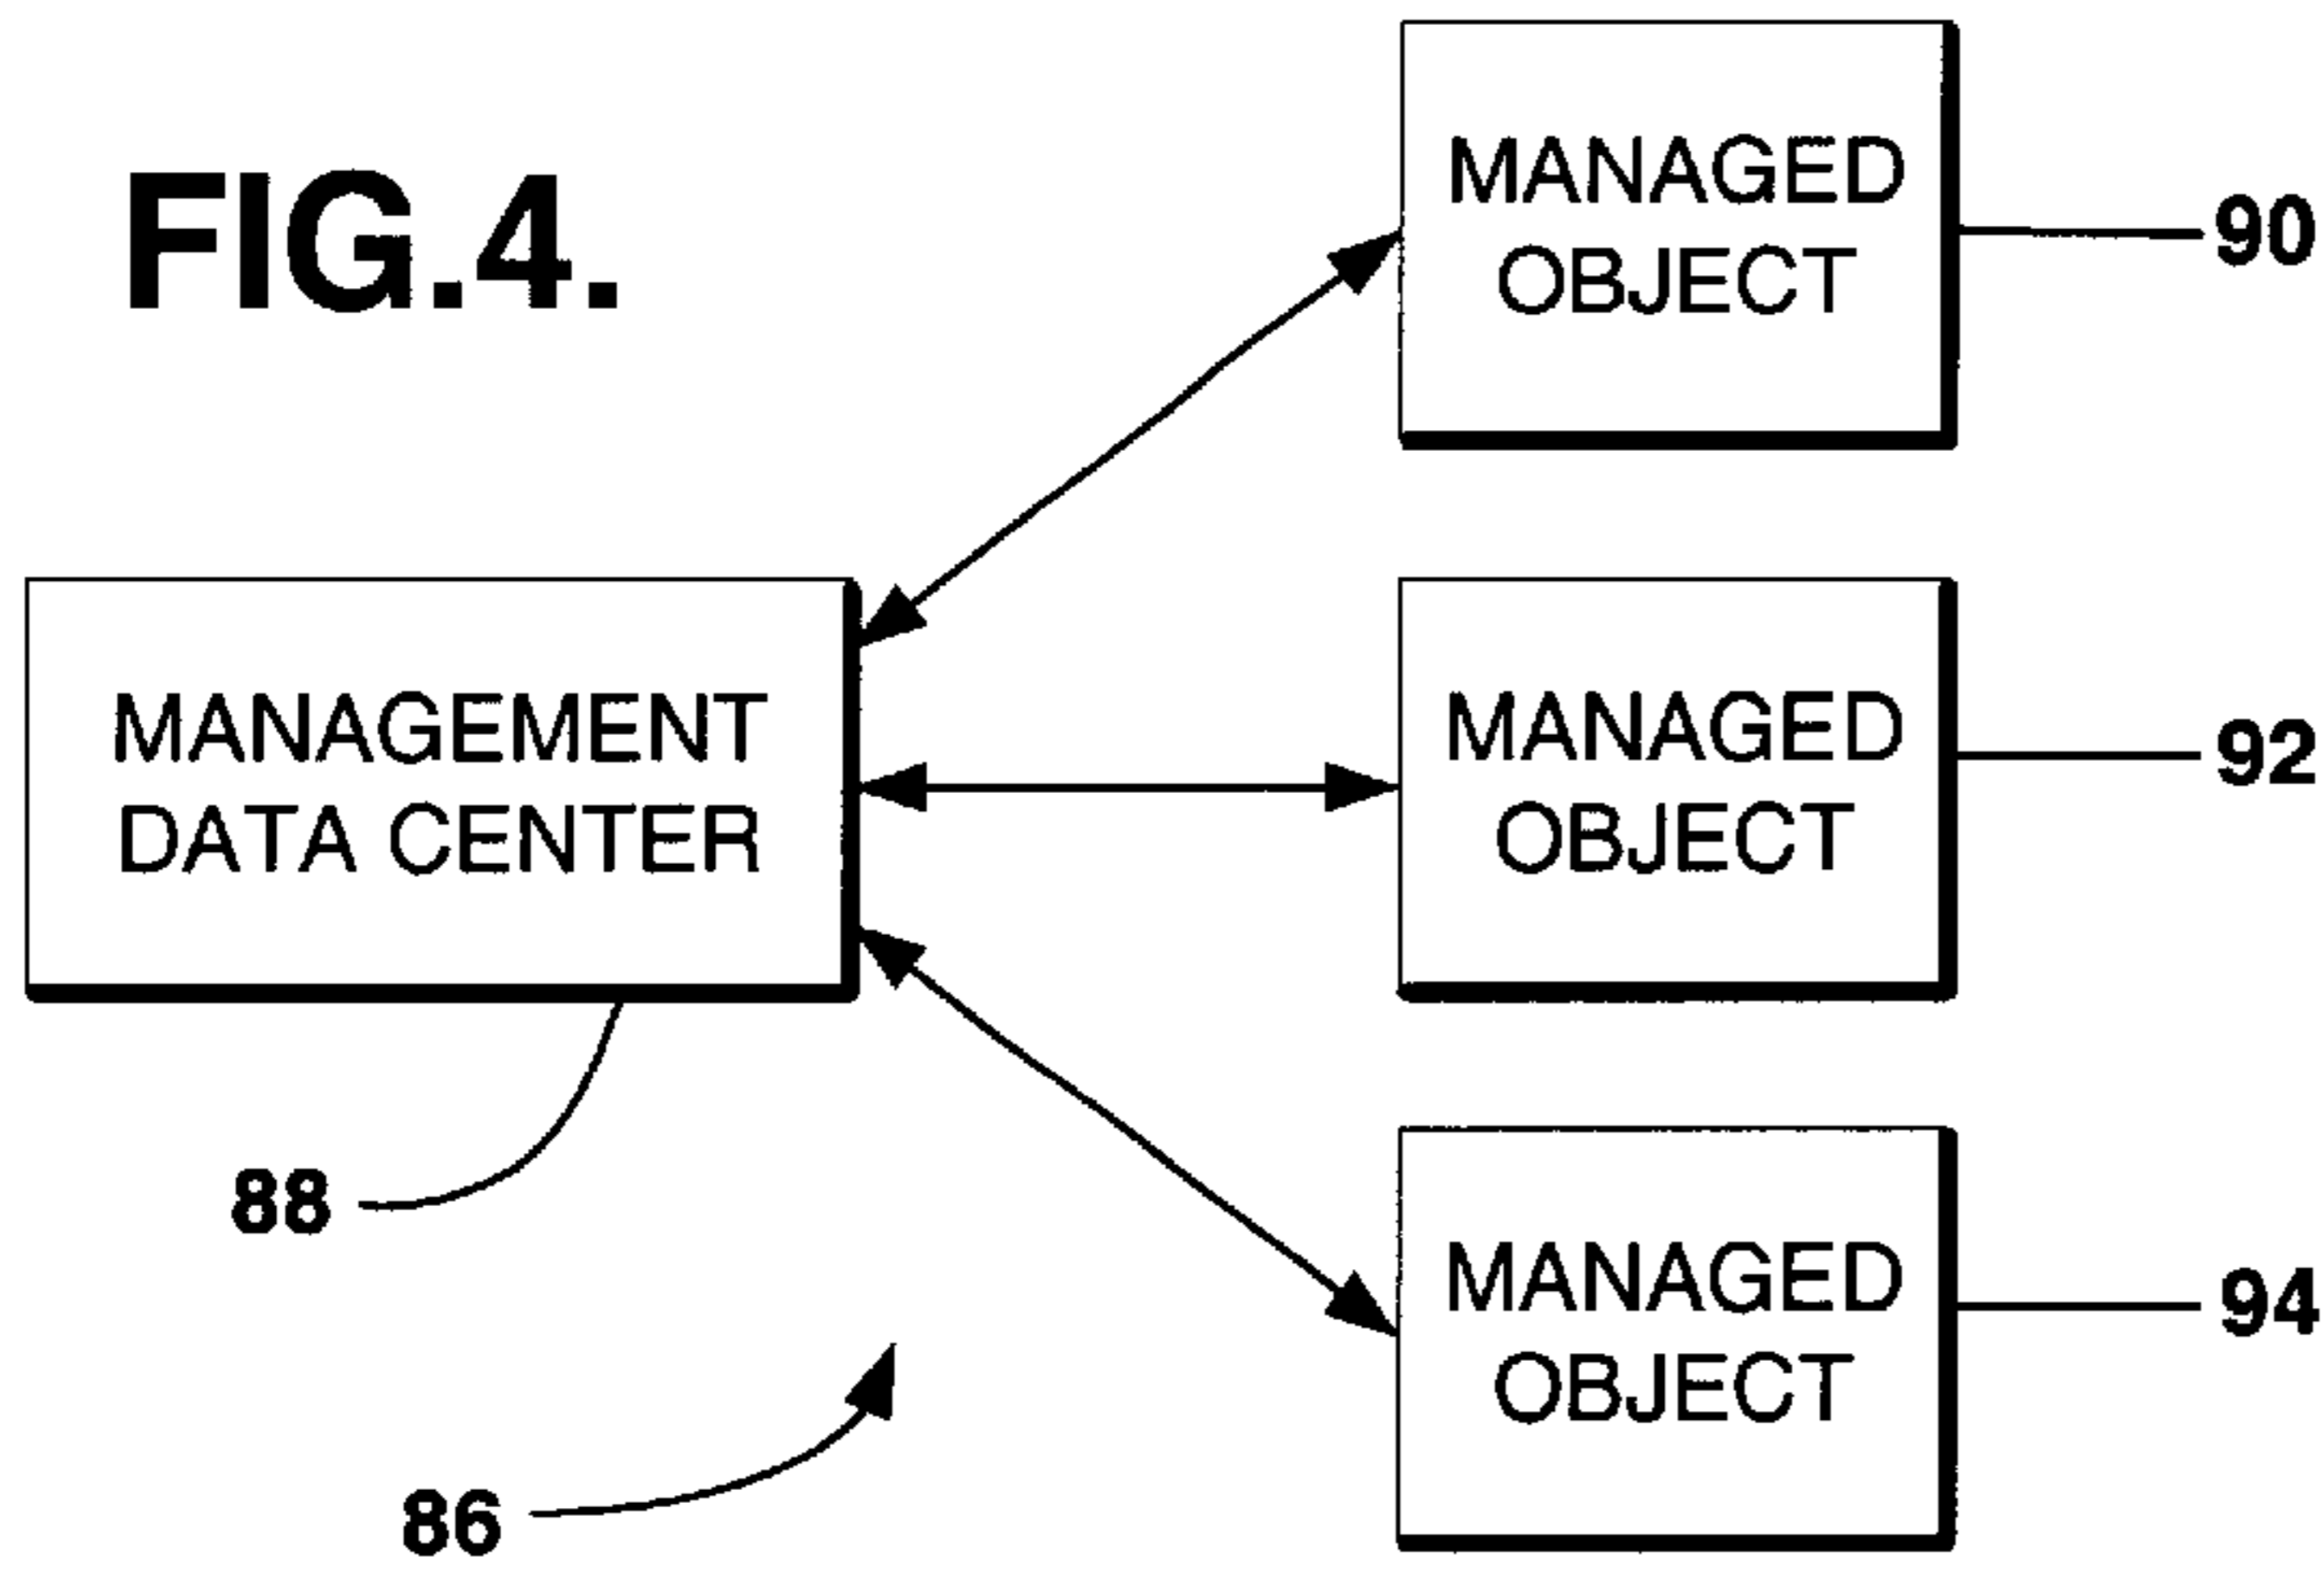 FIG.4.
MANAGED
OBJECT
90
MANAGEMENT
DATA CENTER
88
MANAGED
OBJECT
92
MANAGED
OBJECT
94
86